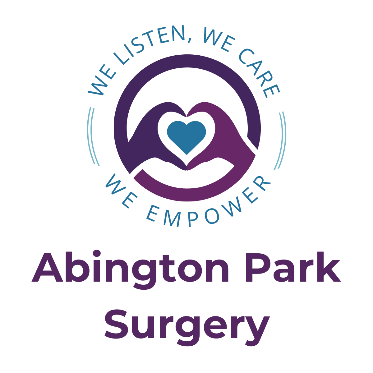 WE LISTEN, WE CARE
WE EMPOWER
Abington Park
Surgery